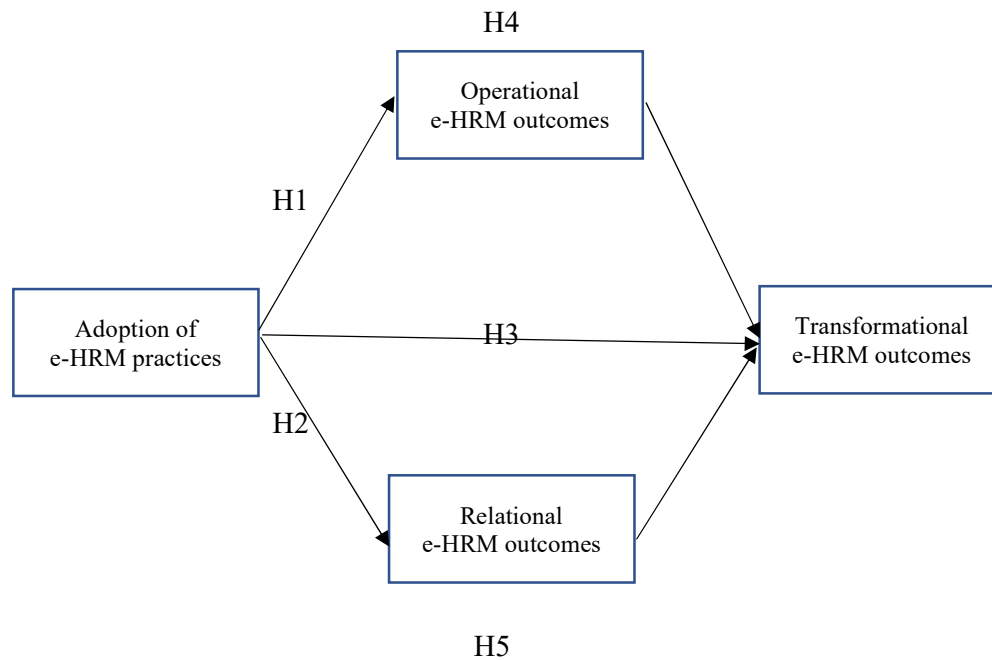 H4
Operational
e-HRM outcomes
H1
Adoption of
e-HRM practices
H3
Transformational
e-HRM outcomes
H2
Relational
e-HRM outcomes
H5